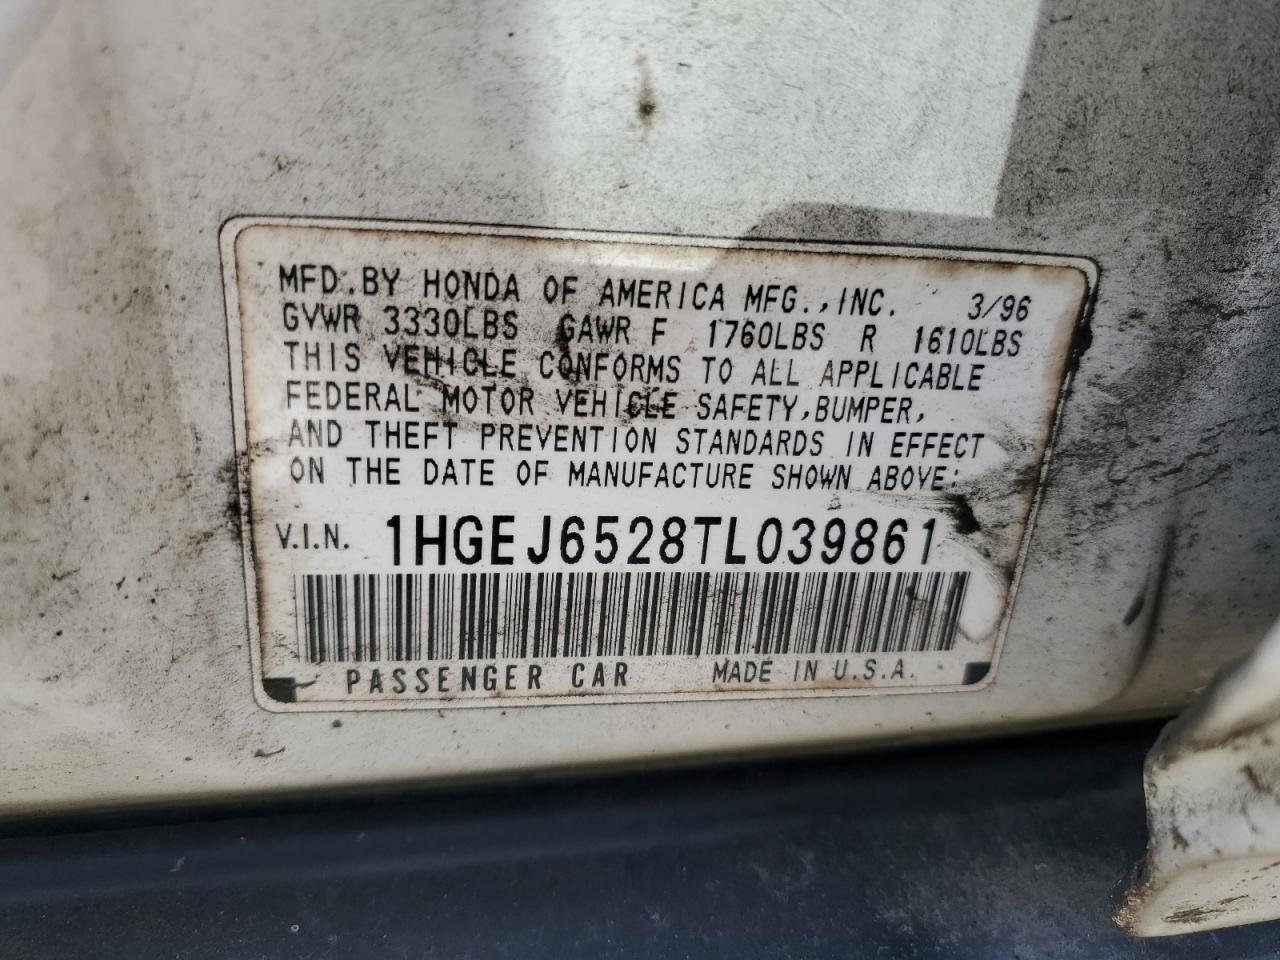 MFD.BY HONDA OF AMERICA MFG.,INC. 3/96
GVWR 3330LBS GAWR F 1760LBS R 1610LBS
THIS VEHICLE CONFORMS TO ALL APPLICABLE
FEDERAL MOTOR VEHICLE SAFETY,BUMPER,
AND THEFT PREVENTION STANDARDS IN EFFECT
ON THE DATE OF MANUFACTURE SHOWN ABOVE:
V.I.N. 1HGEJ6528TL039861
PASSENGER CAR MADE IN U.S.A.